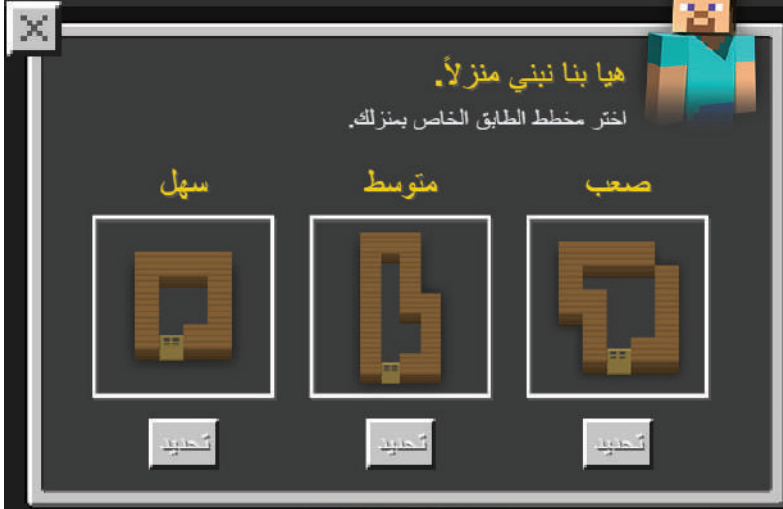 هيا بنا نبني منزلاً.
اختر مخطط الطابق الخاص بمنزلك.
صعب متوسط سهل
تحديد تحديد تحديد